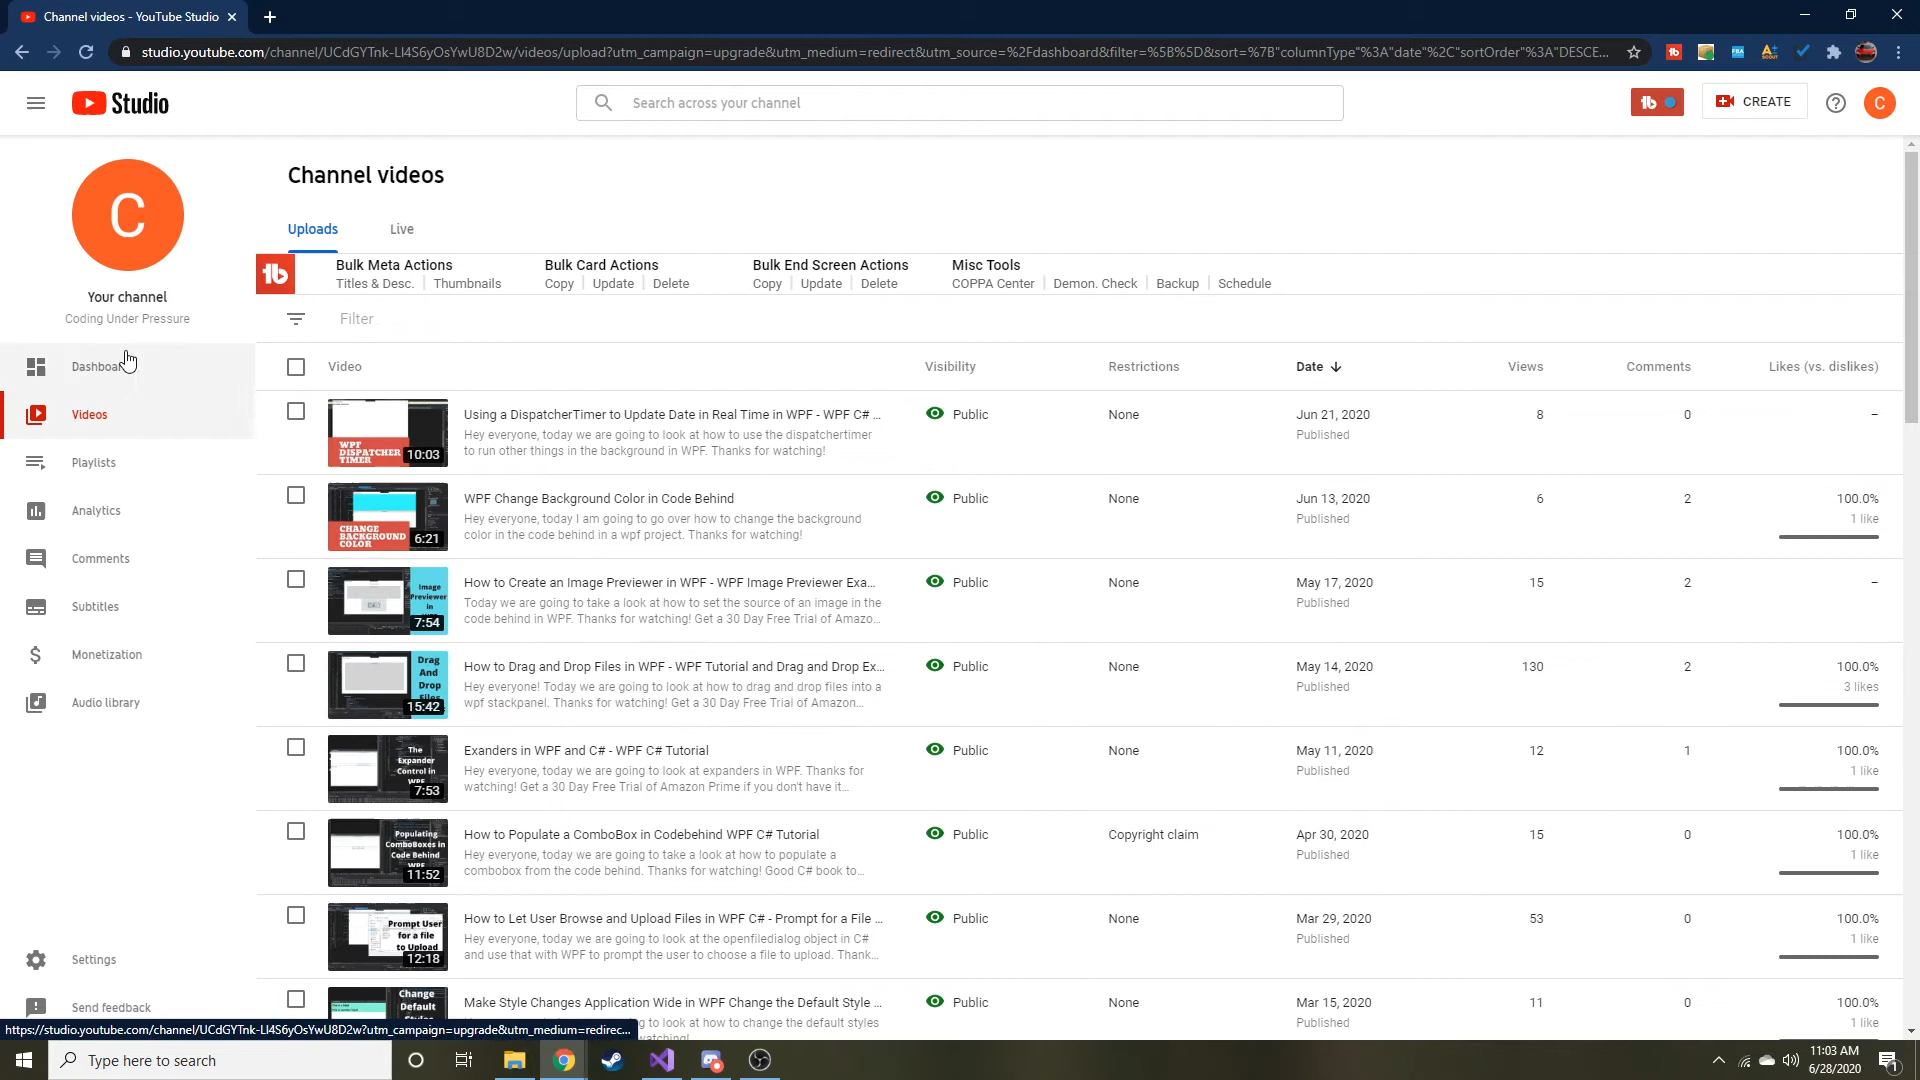 Channel videos - YouTube Studio
studio.youtube.com/channel/UCdGYTnk-LI4S6yOsYwU8D2w/videos/upload?utm_campaign=upgrade&utm_medium=redirect&utm_source=%2Fdashboard&filter=%5B%5D&sort=%7B"columnType"%3A"date"%2C"sortOrder"%3A"DESCE...
Studio
Search across your channel
CREATE
C
C
Your channel
Coding Under Pressure
Dashboa
Videos
Playlists
Analytics
Comments
Subtitles
Monetization
Audio library
Settings
Send feedback
Channel videos
Uploads Live
Bulk Meta Actions Bulk Card Actions Bulk End Screen Actions Misc Tools
Titles & Desc. Thumbnails Copy Update Delete Copy Update Delete COPPA Center Demon. Check Backup Schedule
Filter
Video Visibility Restrictions Date Views Comments Likes (vs. dislikes)
WPF DISPATCHER TIMER 10:03
Using a DispatcherTimer to Update Date in Real Time in WPF - WPF C# ... Public None Jun 21, 2020 8 0 –
Hey everyone, today we are going to look at how to use the dispatchertimer Published
to run other things in the background in WPF. Thanks for watching!
CHANGE BACKGROUND COLOR 6:21
WPF Change Background Color in Code Behind Public None Jun 13, 2020 6 2 100.0%
Hey everyone, today I am going to go over how to change the background Published 1 like
color in the code behind in a wpf project. Thanks for watching!
Image Previewer in 7:54
How to Create an Image Previewer in WPF - WPF Image Previewer Exa... Public None May 17, 2020 15 2 –
Today we are going to take a look at how to set the source of an image in the Published
code behind in WPF. Thanks for watching! Get a 30 Day Free Trial of Amazo...
Drag And Drop Files 15:42
How to Drag and Drop Files in WPF - WPF Tutorial and Drag and Drop Ex... Public None May 14, 2020 130 2 100.0%
Hey everyone! Today we are going to look at how to drag and drop files into a Published 3 likes
wpf stackpanel. Thanks for watching! Get a 30 Day Free Trial of Amazon...
The Expander Control in WPF 7:53
Exanders in WPF and C# - WPF C# Tutorial Public None May 11, 2020 12 1 100.0%
Hey everyone, today we are going to look at expanders in WPF. Thanks for Published 1 like
watching! Get a 30 Day Free Trial of Amazon Prime if you don't have it...
Populating ComboBoxes in Code Behind WPF 11:52
How to Populate a ComboBox in Codebehind WPF C# Tutorial Public Copyright claim Apr 30, 2020 15 0 100.0%
Hey everyone, today we are going to take a look at how to populate a Published 1 like
combobox from the code behind. Thanks for watching! Good C# book to...
Prompt User for a file to Upload 12:18
How to Let User Browse and Upload Files in WPF C# - Prompt for a File ... Public None Mar 29, 2020 53 0 100.0%
Hey everyone, today we are going to look at the openfiledialog object in C# Published 1 like
and use that with WPF to prompt the user to choose a file to upload. Thank...
Change Default
Make Style Changes Application Wide in WPF Change the Default Style ... Public None Mar 15, 2020 11 0 100.0%
g to look at how to change the default styles Published 1 like
https://studio.youtube.com/channel/UCdGYTnk-LI4S6yOsYwU8D2w?utm_campaign=upgrade&utm_medium=redirec...
Type here to search
11:03 AM
6/28/2020
1